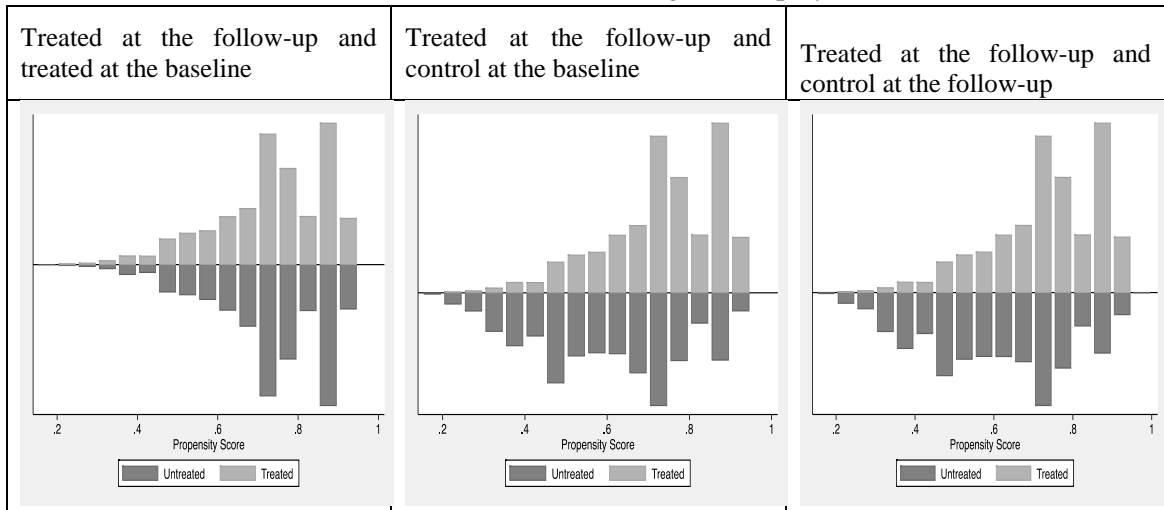 Treated at the follow-up and
treated at the baseline
Treated at the follow-up and
control at the baseline
Treated at the follow-up and
control at the follow-up
.2 .4 .6 .8 1
Propensity Score
Untreated Treated
.2 .4 .6 .8 1
Propensity Score
Untreated Treated
.2 .4 .6 .8 1
Propensity Score
Untreated Treated